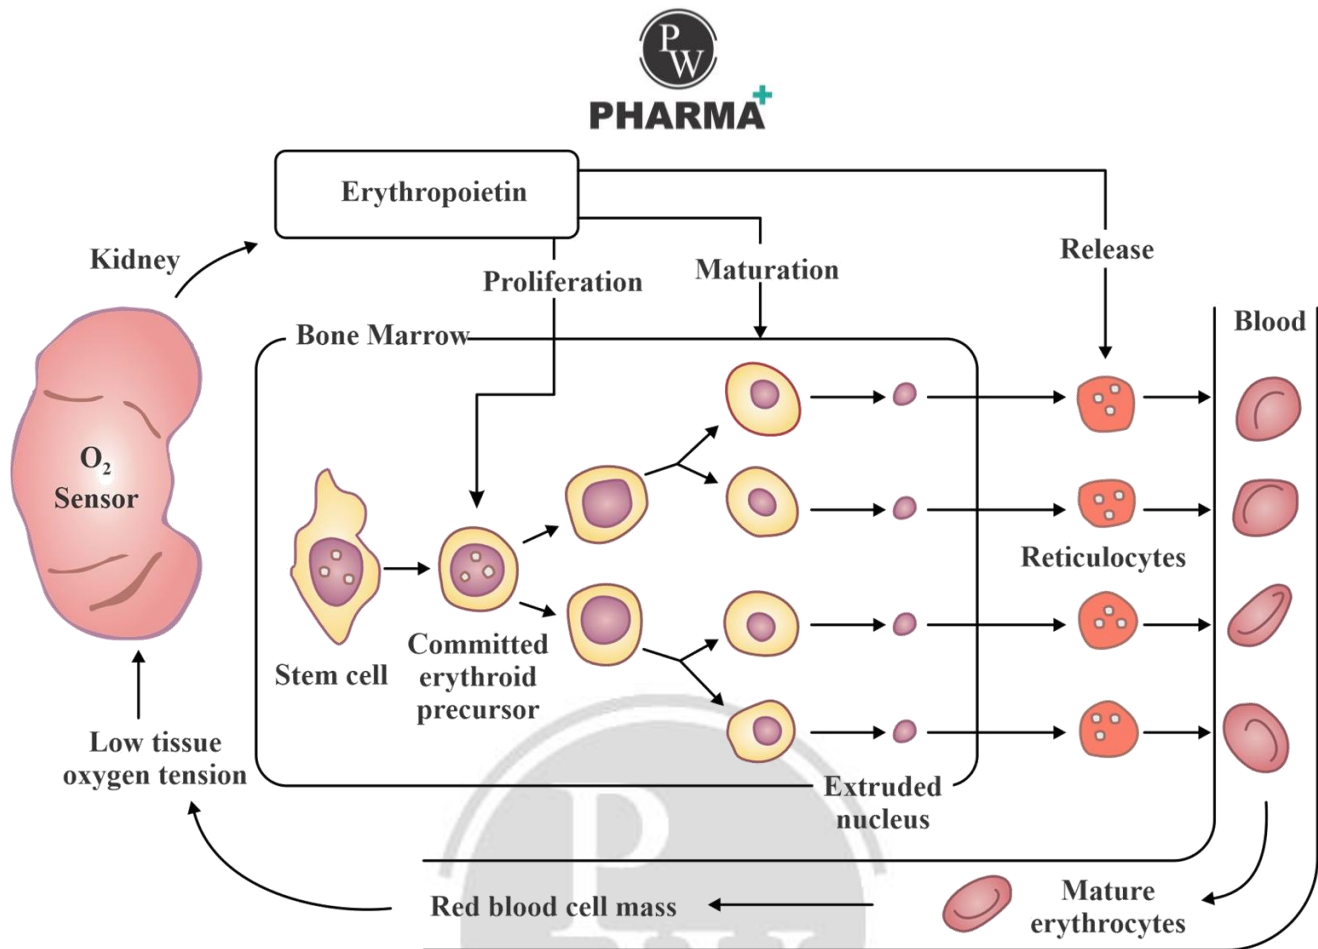 P
W
PHARMA+
Erythropoietin
Kidney
Proliferation
Maturation
Release
Bone Marrow
Blood
O₂
Sensor
Reticulocytes
Stem cell
Committed
erythroid
precursor
Low tissue
oxygen tension
Extruded
nucleus
Red blood cell mass
Mature
erythrocytes
P
W